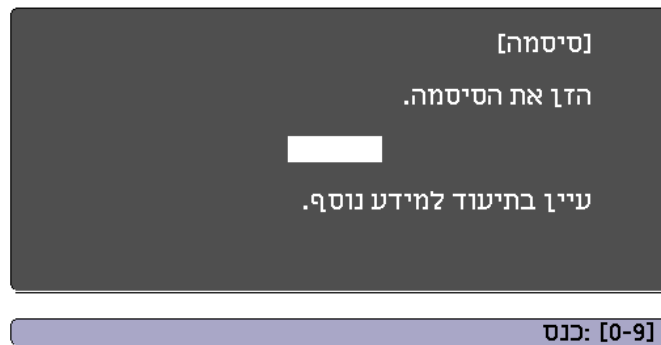 [סיסמה]
הזן את הסיסמה.
עיין בתיעוד למידע נוסף.
[0-9] :כנס